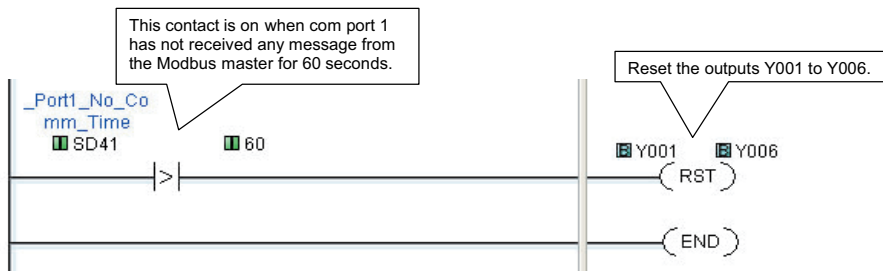 This contact is on when com port 1
has not received any message from
the Modbus master for 60 seconds.
Reset the outputs Y001 to Y006.
_Port1_No_Co
mm_Time
SD41 60
>
B Y001 B Y006
RST
END